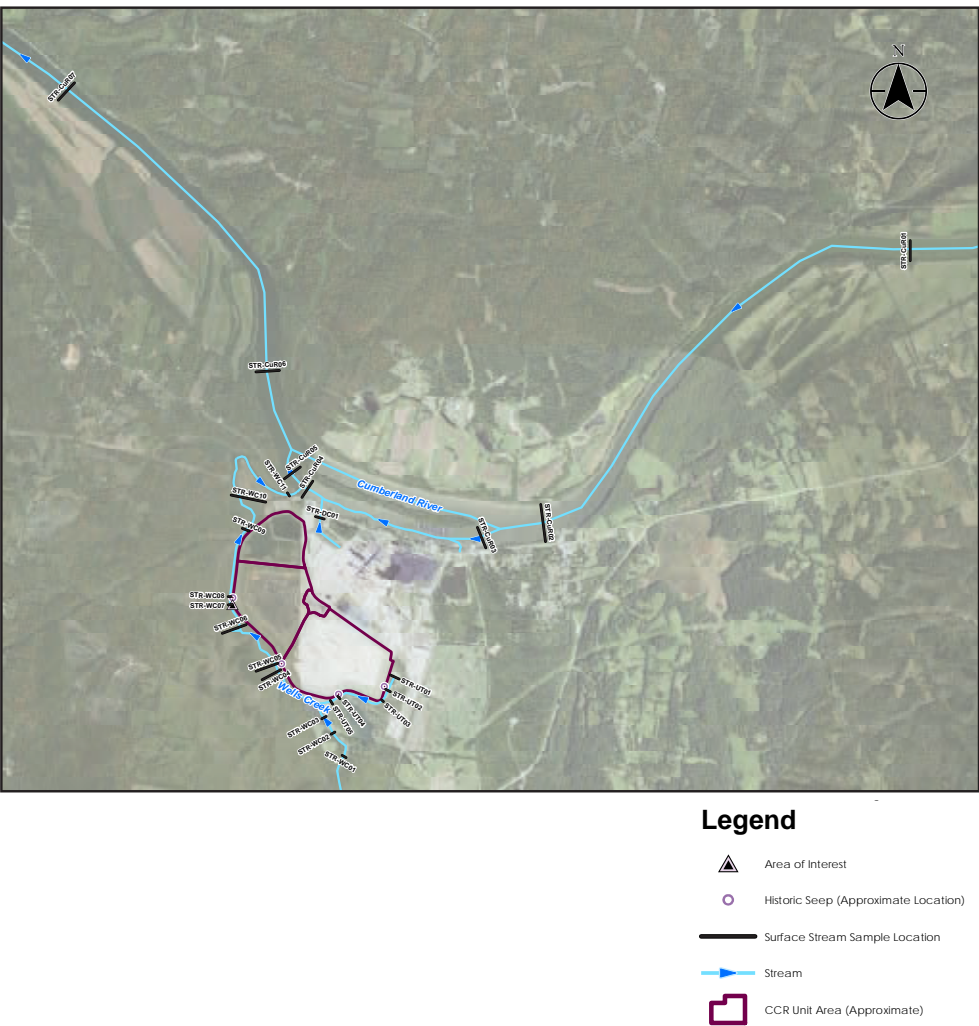 N
STR-CuR07
STR-CuR01
STR-CuR06
STR-CuR05
STR-CuR04
STR-WC11
STR-WC10
Cumberland River
STR-DC01
STR-CuR03
STR-CuR02
STR-WC09
STR-WC08
STR-WC07
STR-WC06
STR-WC05
STR-WC04
Wells Creek
STR-UT01
STR-UT02
STR-UT03
STR-UT04
STR-UT05
STR-WC03
STR-WC02
STR-WC01
Legend
Area of Interest
Historic Seep (Approximate Location)
Surface Stream Sample Location
Stream
CCR Unit Area (Approximate)